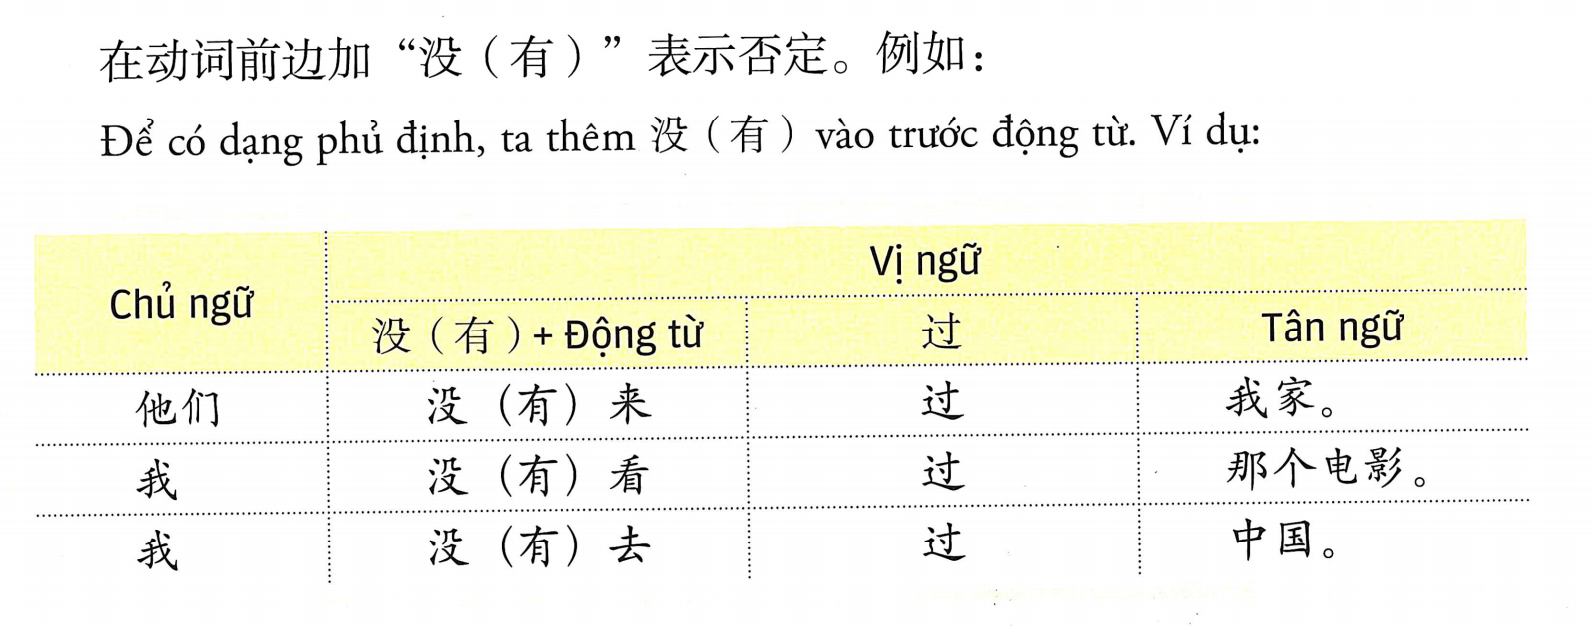 在动词前边加“没（有）”表示否定。例如：
Để có dạng phủ định, ta thêm 没（有）vào trước động từ. Ví dụ:
Chủ ngữ
Vị ngữ
没（有）+ Động từ
过
Tân ngữ
他们 没（有）来 过 我家。
我 没（有）看 过 那个电影。
我 没（有）去 过 中国。